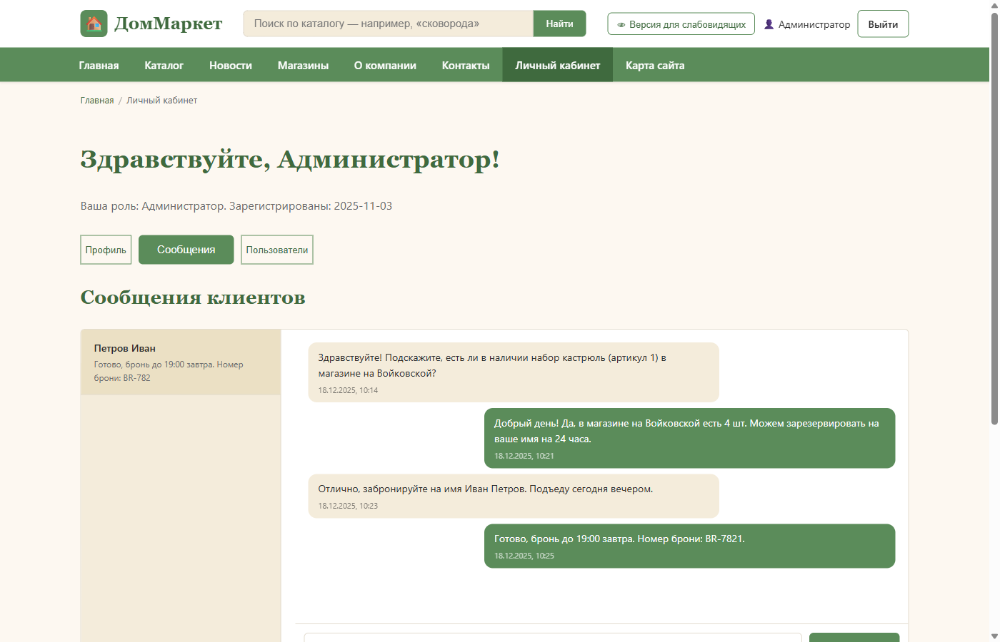 ДомМаркет
Поиск по каталогу — например, «сковорода»
Найти
Версия для слабовидящих
Администратор
Выйти
Главная
Каталог
Новости
Магазины
О компании
Контакты
Личный кабинет
Карта сайта
Главная / Личный кабинет
Здравствуйте, Администратор!
Ваша роль: Администратор. Зарегистрированы: 2025-11-03
Профиль
Сообщения
Пользователи
Сообщения клиентов
Петров Иван
Готово, бронь до 19:00 завтра. Номер
брони: BR-782
Здравствуйте! Подскажите, есть ли в наличии набор кастрюль (артикул 1) в
магазине на Войковской?
18.12.2025, 10:14
Добрый день! Да, в магазине на Войковской есть 4 шт. Можем зарезервировать на
ваше имя на 24 часа.
18.12.2025, 10:21
Отлично, забронируйте на имя Иван Петров. Подъеду сегодня вечером.
18.12.2025, 10:23
Готово, бронь до 19:00 завтра. Номер брони: BR-7821.
18.12.2025, 10:25